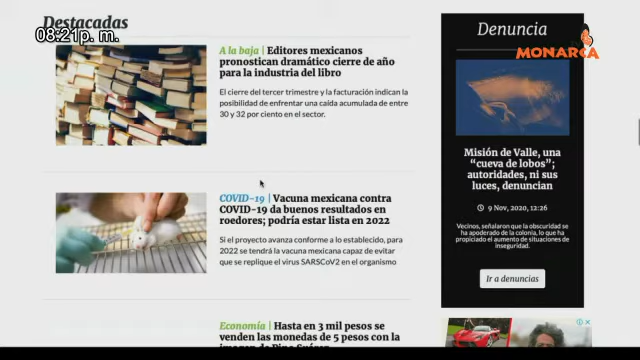 Destacadas
08:21p. m.
A la baja | Editores mexicanos
pronostican dramático cierre de año
para la industria del libro
El cierre del tercer trimestre y la facturación indican la
posibilidad de enfrentar una caída acumulada de entre
30 y 32 por ciento en el sector.
COVID-19 | Vacuna mexicana contra
COVID-19 da buenos resultados en
roedores; podría estar lista en 2022
Si el proyecto avanza conforme a lo establecido, para
2022 se tendrá la vacuna mexicana capaz de evitar
que se replique el virus SARSCoV2 en el organismo
Economía | Hasta en 3 mil pesos se
venden las monedas de 5 pesos con la
imagen de Pino Suárez
Denuncia
MONARCA
Misión de Valle, una
“cueva de lobos”;
autoridades, ni sus
luces, denuncian
9 Nov, 2020, 12:26
Vecinos, señalaron que la obscuridad se
ha apoderado de la colonia, lo que ha
propiciado el aumento de situaciones de
inseguridad.
Ir a denuncias